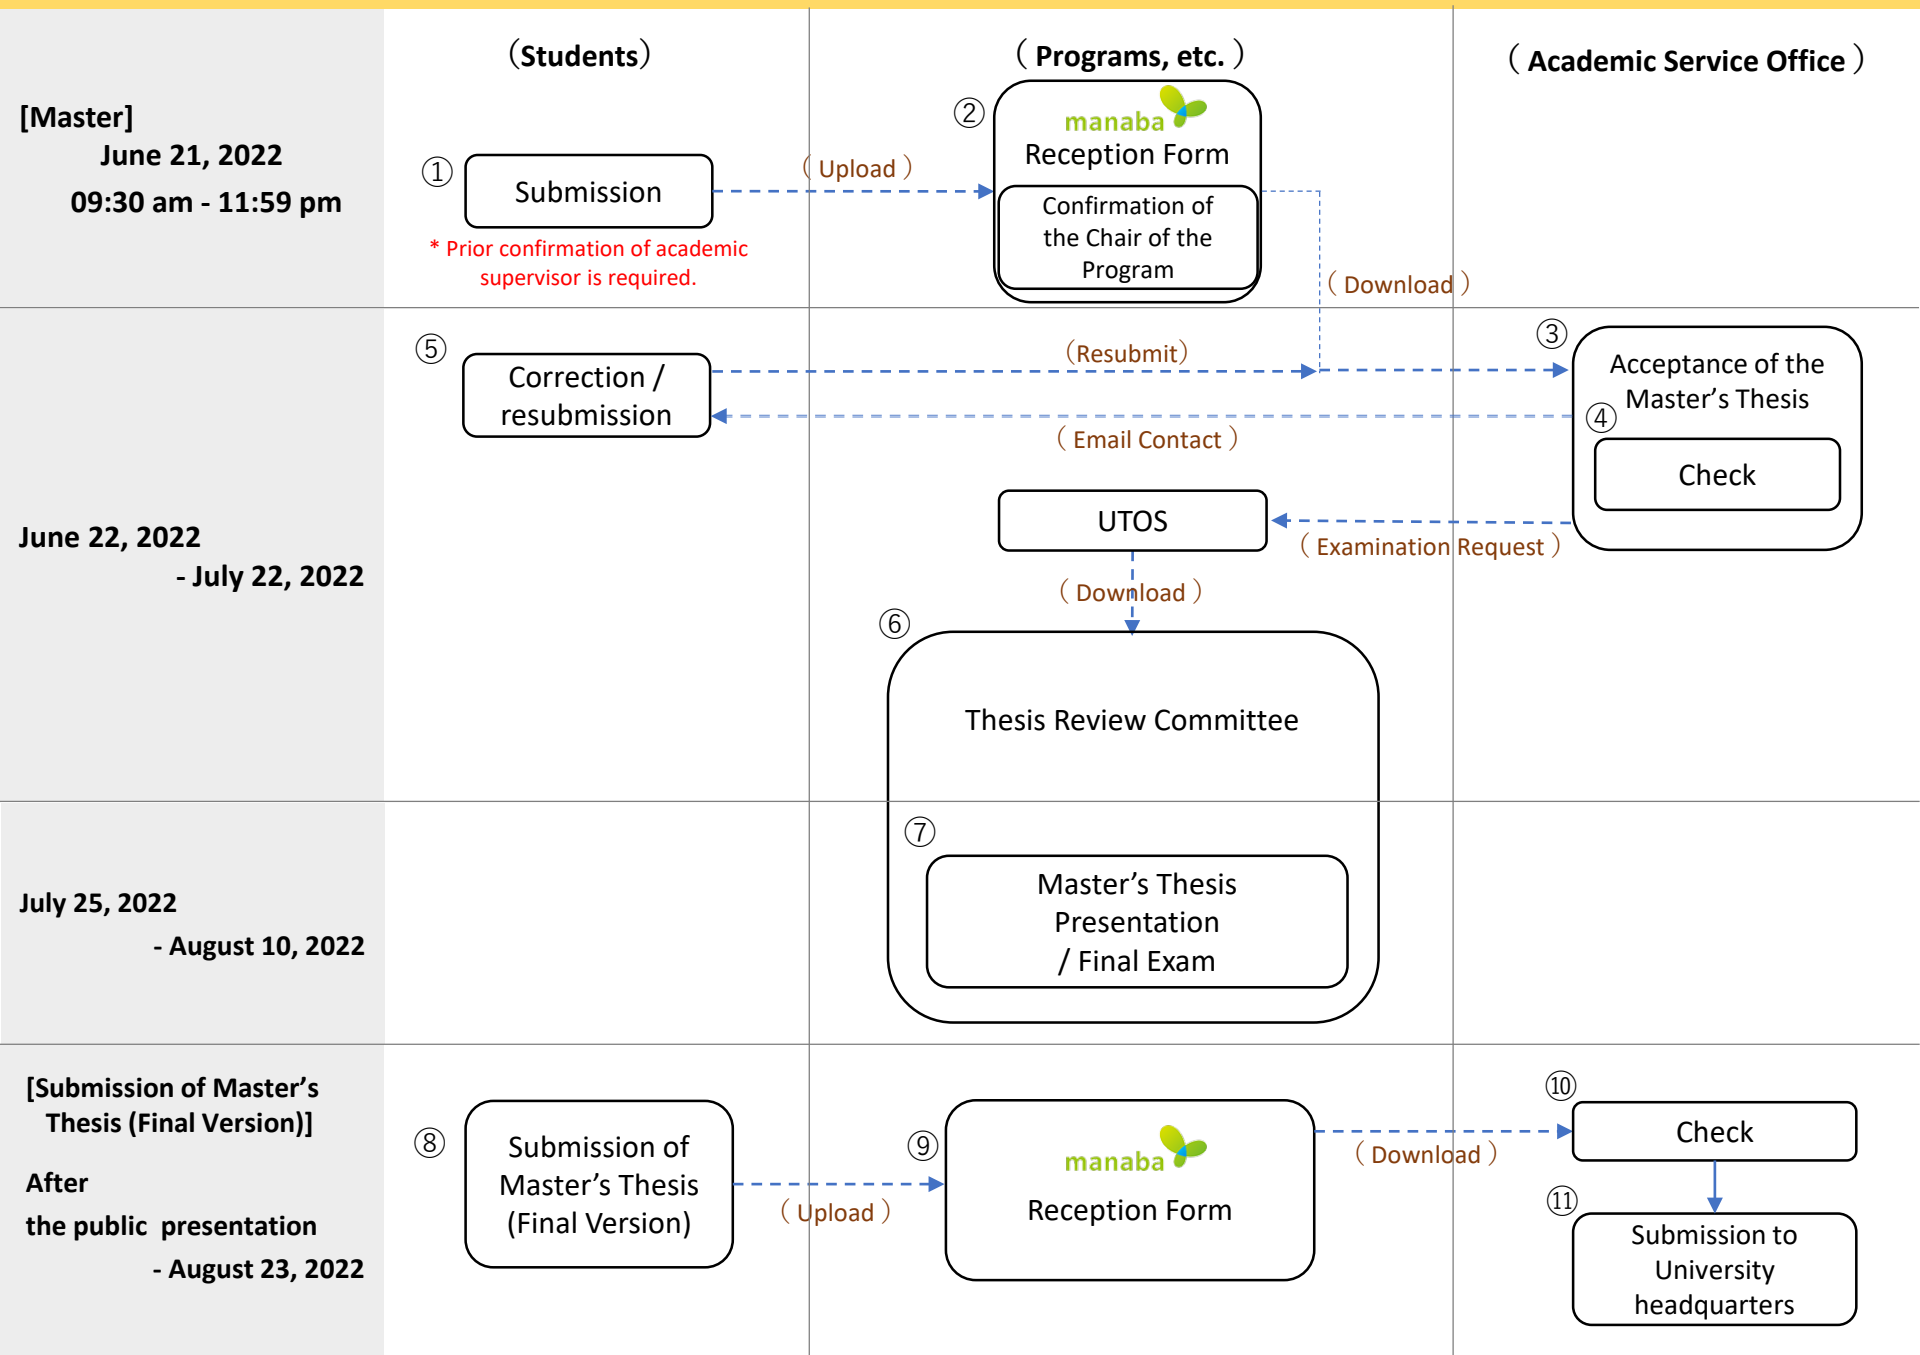 （Students）
（ Programs, etc. ）
（ Academic Service Office ）
[Master]
June 21, 2022
09:30 am - 11:59 pm
①
Submission
* Prior confirmation of academic
supervisor is required.
（ Upload ）
②
manaba
Reception Form
Confirmation of
the Chair of the
Program
（ Download ）
June 22, 2022
- July 22, 2022
⑤
Correction /
resubmission
（Resubmit）
（ Email Contact ）
③
Acceptance of the
Master’s Thesis
④
Check
UTOS
（ Examination Request ）
（ Download ）
⑥
Thesis Review Committee
July 25, 2022
- August 10, 2022
⑦
Master’s Thesis
Presentation
/ Final Exam
[Submission of Master’s
Thesis (Final Version)]
After
the public presentation
- August 23, 2022
⑧
Submission of
Master’s Thesis
(Final Version)
（ Upload ）
⑨
manaba
Reception Form
（ Download ）
⑩
Check
⑪
Submission to
University
headquarters